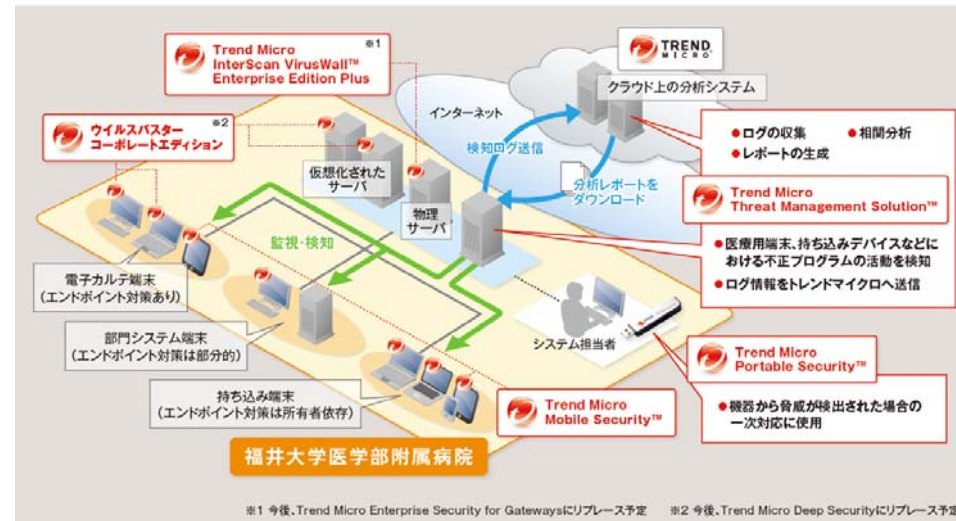 ※1
Trend Micro
InterScan VirusWall™
Enterprise Edition Plus
TREND
MICRO
クラウド上の分析システム
インターネット
※2
ウイルスバスター
コーポレートエディション
検知ログ送信
仮想化された
サーバ
分析レポートを
ダウンロード
物理
サーバ
監視・検知
●ログの収集 ●相関分析
●レポートの生成
Trend Micro
Threat Management Solution™
●医療用端末、持ち込みデバイスなどに
おける不正プログラムの活動を検知
●ログ情報をトレンドマイクロへ送信
電子カルテ端末
(エンドポイント対策あり)
部門システム端末
(エンドポイント対策は部分的)
持ち込み端末
(エンドポイント対策は所有者依存)
システム担当者
Trend Micro
Portable Security™
●機器から脅威が検出された場合の
一次対応に使用
Trend Micro
Mobile Security™
福井大学医学部附属病院
※1 今後、Trend Micro Enterprise Security for Gatewaysにリプレース予定 ※2 今後、Trend Micro Deep Securityにリプレース予定